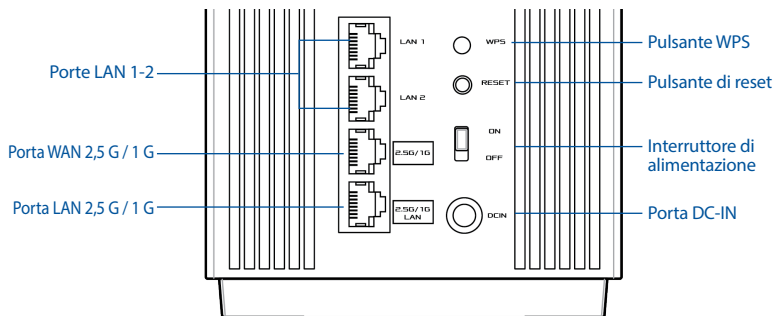 LAN 1
WPS
Pulsante WPS
Porte LAN 1-2
RESET
Pulsante di reset
LAN 2
ON
Porta WAN 2,5 G / 1 G
2.5G/1G
OFF
Interruttore di
alimentazione
Porta LAN 2,5 G / 1 G
2.5G/1G
LAN
DCIN
Porta DC-IN